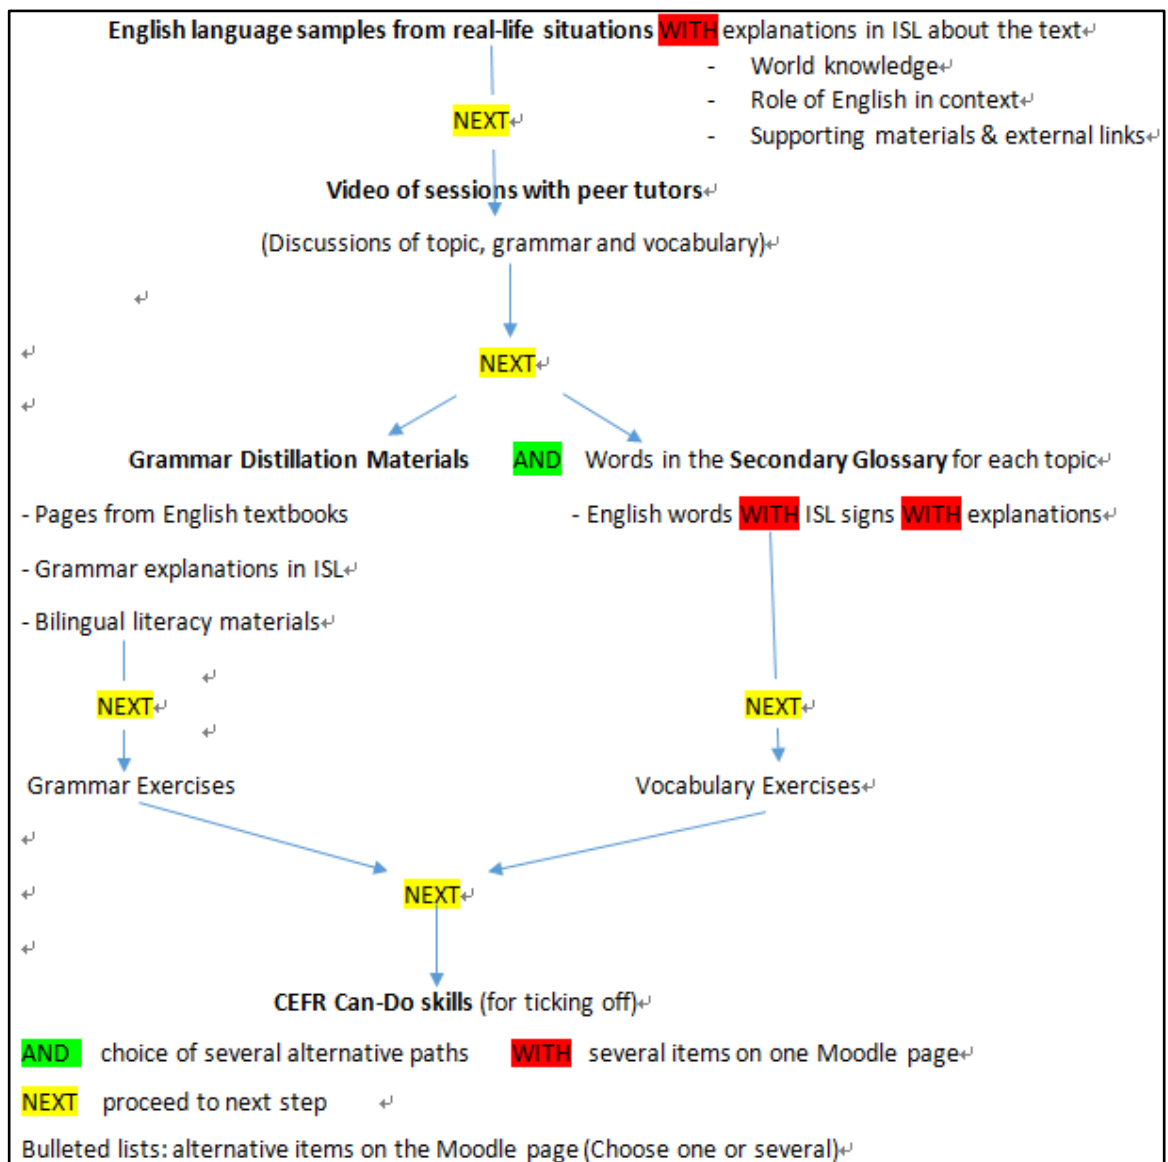 English language samples from real-life situations WITH explanations in ISL about the text
- World knowledge
- Role of English in context
- Supporting materials & external links
NEXT
Video of sessions with peer tutors
(Discussions of topic, grammar and vocabulary)
NEXT
Grammar Distillation Materials AND Words in the Secondary Glossary for each topic
- Pages from English textbooks - English words WITH ISL signs WITH explanations
- Grammar explanations in ISL
- Bilingual literacy materials
NEXT NEXT
Grammar Exercises Vocabulary Exercises
NEXT
CEFR Can-Do skills (for ticking off)
AND choice of several alternative paths WITH several items on one Moodle page
NEXT proceed to next step
Bulleted lists: alternative items on the Moodle page (Choose one or several)